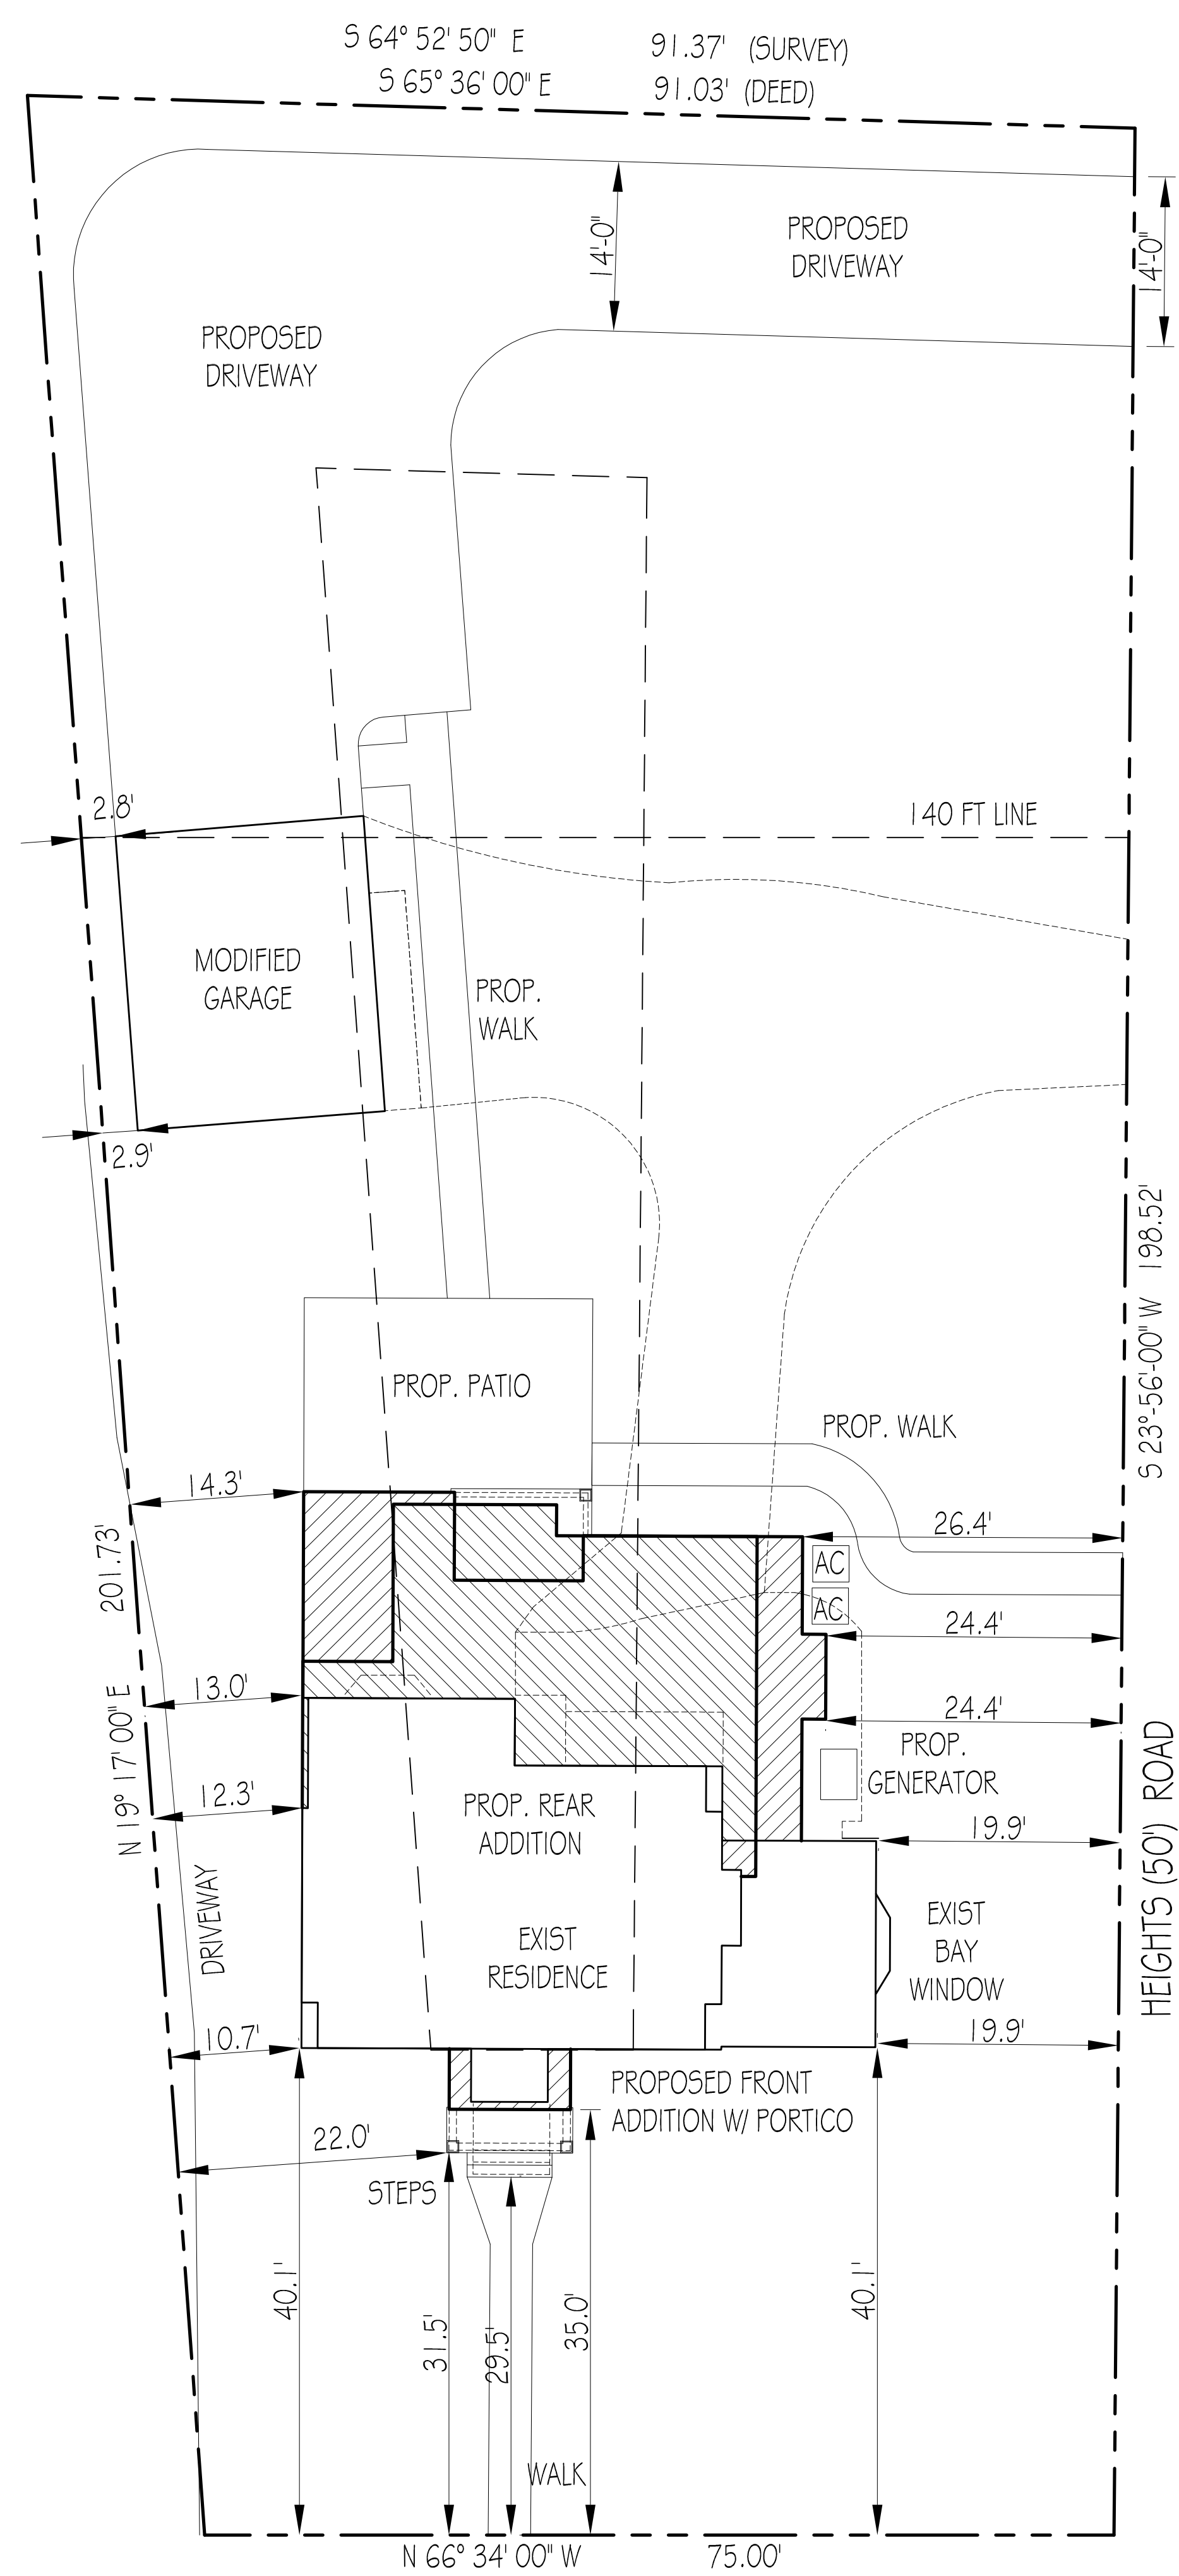 S 64° 52' 50" E 91.37' (SURVEY)
S 65° 36' 00" E 91.03' (DEED)
14'-0"
PROPOSED
DRIVEWAY
14'-0"
PROPOSED
DRIVEWAY
2.8'
140 FT LINE
MODIFIED
GARAGE
PROP.
WALK
2.9'
S 23°-56'-00" W 198.52'
PROP. PATIO
PROP. WALK
14.3'
26.4'
AC
AC
24.4'
N 19° 17' 00" E 201.73'
13.0'
24.4'
PROP.
GENERATOR
12.3'
PROP. REAR
ADDITION
19.9'
HEIGHTS (50') ROAD
DRIVEWAY
EXIST
BAY
WINDOW
EXIST
RESIDENCE
10.7'
19.9'
PROPOSED FRONT
ADDITION W/ PORTICO
22.0'
STEPS
40.1'
31.5'
29.5'
35.0'
40.1'
WALK
N 66° 34' 00" W 75.00'